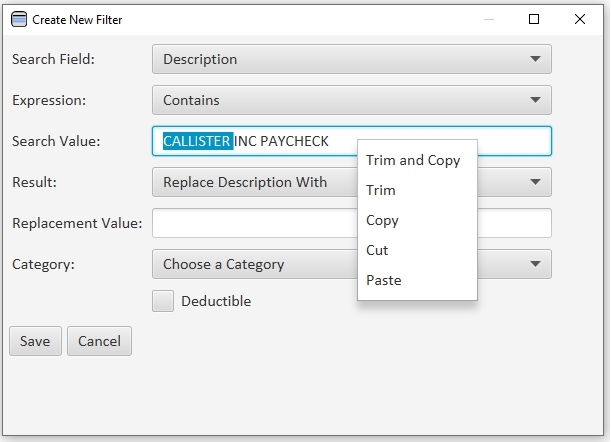 Create New Filter
Search Field: Description
Expression: Contains
Search Value: CALLISTER INC PAYCHECK
Trim and Copy
Result: Replace Description With
Trim
Copy
Replacement Value:
Cut
Category: Choose a Category
Paste
Deductible
Save Cancel